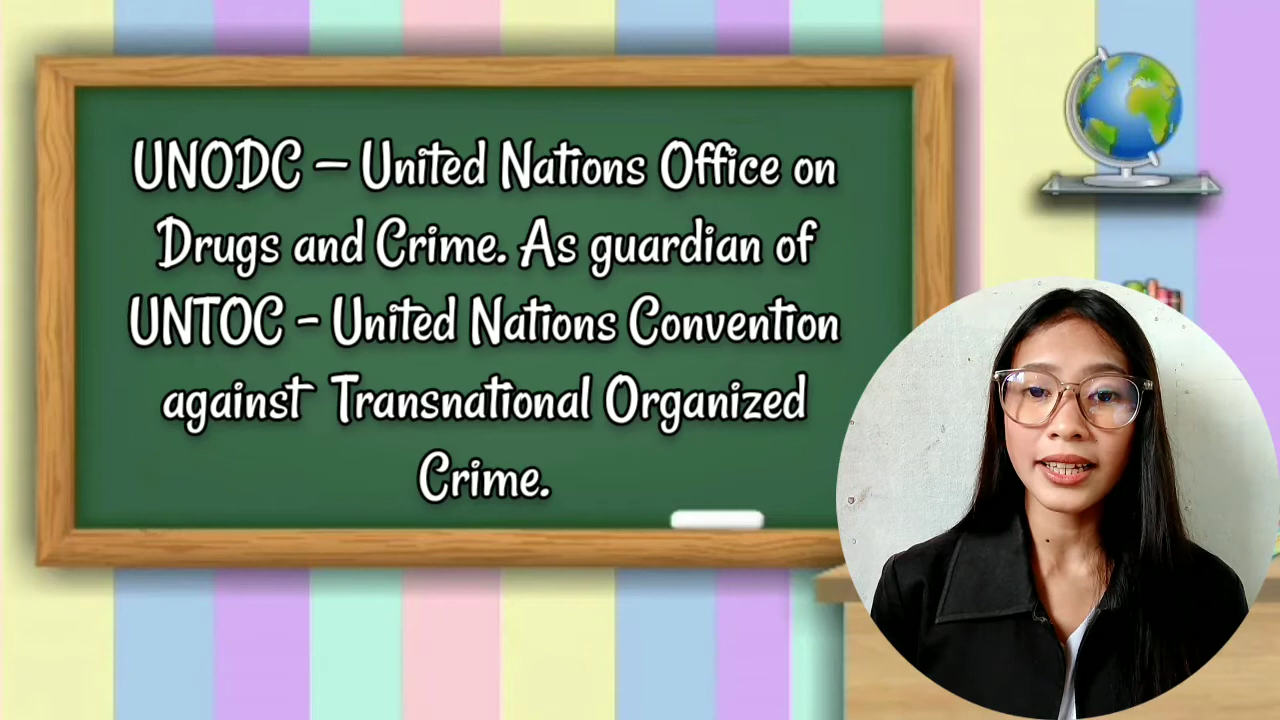 UNODC – United Nations Office on
Drugs and Crime. As guardian of
UNTOC - United Nations Convention
against Transnational Organized
Crime.